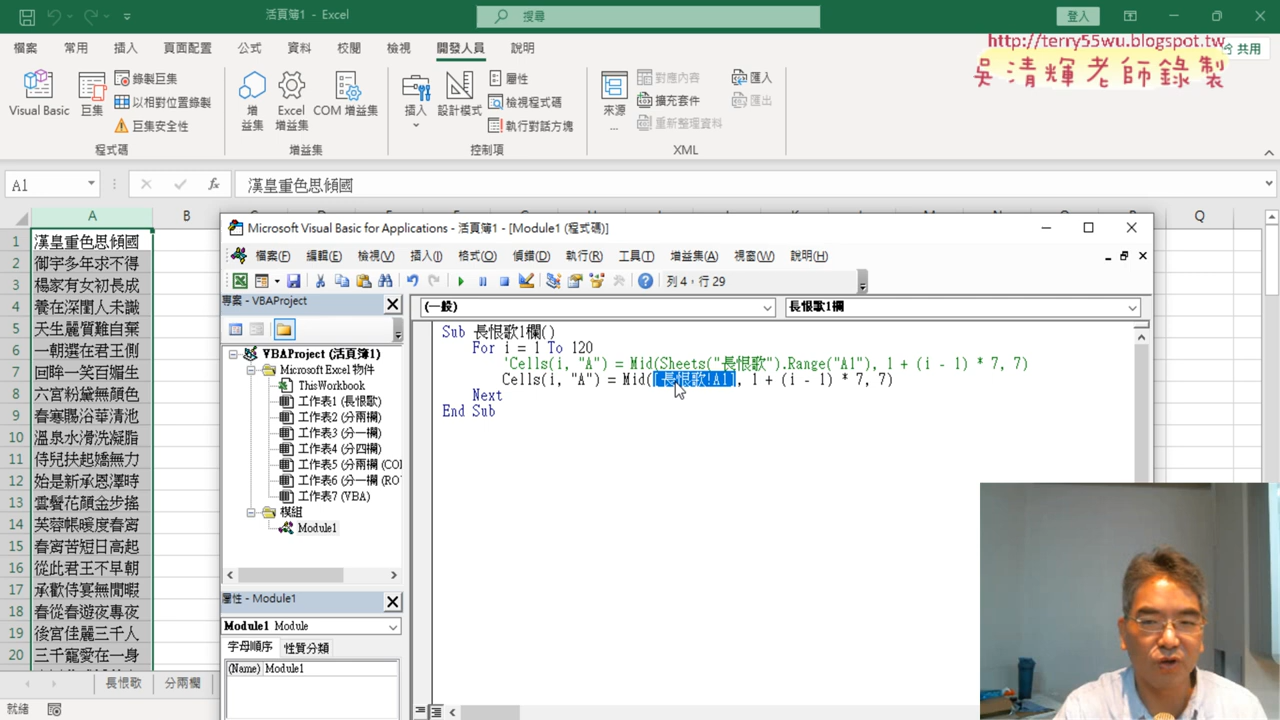 活頁簿1 - Excel
搜尋
登入
http://terry55wu.blogspot.tw
吳清輝老師錄製
檔案 常用 插入 頁面配置 公式 資料 校閱 檢視 開發人員 說明
共用
Visual Basic
巨集
錄製巨集
以相對位置錄製
巨集安全性
程式碼
增益集
Excel 增益集
COM 增益集
增益集
插入
設計模式
屬性
檢視程式碼
執行對話方塊
控制項
來源
...
對應內容
擴充套件
重新整理資料
匯入
匯出
XML
A1
fx
漢皇重色思傾國
A B Q
1 漢皇重色思傾國
2 御宇多年求不得
3 楊家有女初長成
4 養在深閨人未識
5 天生麗質難自棄
6 一朝選在君王側
7 回眸一笑百媚生
8 六宮粉黛無顏色
9 春寒賜浴華清池
10 溫泉水滑洗凝脂
11 侍兒扶起嬌無力
12 始是新承恩澤時
13 雲鬢花顏金步搖
14 芙蓉帳暖度春宵
15 春宵苦短日高起
16 從此君王不早朝
17 承歡侍宴無閒暇
18 春從春遊夜專夜
19 後宮佳麗三千人
20 三千寵愛在一身
長恨歌 分兩欄
就緒
Microsoft Visual Basic for Applications - 活頁簿1 - [Module1 (程式碼)]
檔案(F) 編輯(E) 檢視(V) 插入(I) 格式(O) 偵錯(D) 執行(R) 工具(T) 增益集(A) 視窗(W) 說明(H)
列 4，行 29
專案 - VBAProject
VBAProject (活頁簿1)
Microsoft Excel 物件
ThisWorkbook
工作表1 (長恨歌)
工作表2 (分兩欄)
工作表3 (分一欄)
工作表4 (分四欄)
工作表5 (分兩欄 (COI
工作表6 (分一欄 (RO
工作表7 (VBA)
模組
Module1
屬性 - Module1
Module1 Module
字母順序 性質分類
(Name) Module1
(一般)
長恨歌1欄
Sub 長恨歌1欄()
For i = 1 To 120
'Cells(i, "A") = Mid(Sheets("長恨歌").Range("A1"), 1 + (i - 1) * 7, 7)
Cells(i, "A") = Mid([長恨歌!A1], 1 + (i - 1) * 7, 7)
Next
End Sub